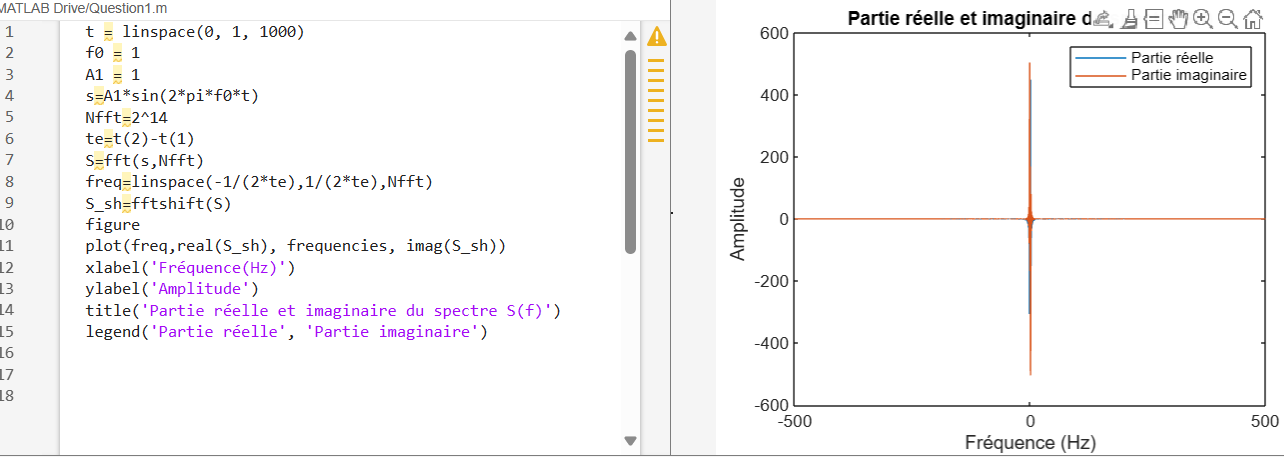 MATLAB Drive/Question1.m
1 t = linspace(0, 1, 1000)
2 f0 = 1
3 A1 = 1
4 s=A1*sin(2*pi*f0*t)
5 Nfft=2^14
6 te=t(2)-t(1)
7 S=fft(s,Nfft)
8 freq=linspace(-1/(2*te),1/(2*te),Nfft)
9 S_sh=fftshift(S)
10 figure
11 plot(freq,real(S_sh), frequencies, imag(S_sh))
12 xlabel('Fréquence(Hz)')
13 ylabel('Amplitude')
14 title('Partie réelle et imaginaire du spectre S(f)')
15 legend('Partie réelle', 'Partie imaginaire')
16
17
18
Partie réelle et imaginaire d
Partie réelle
Partie imaginaire
600
400
200
0
-200
-400
-600
Amplitude
-500 0 500
Fréquence (Hz)